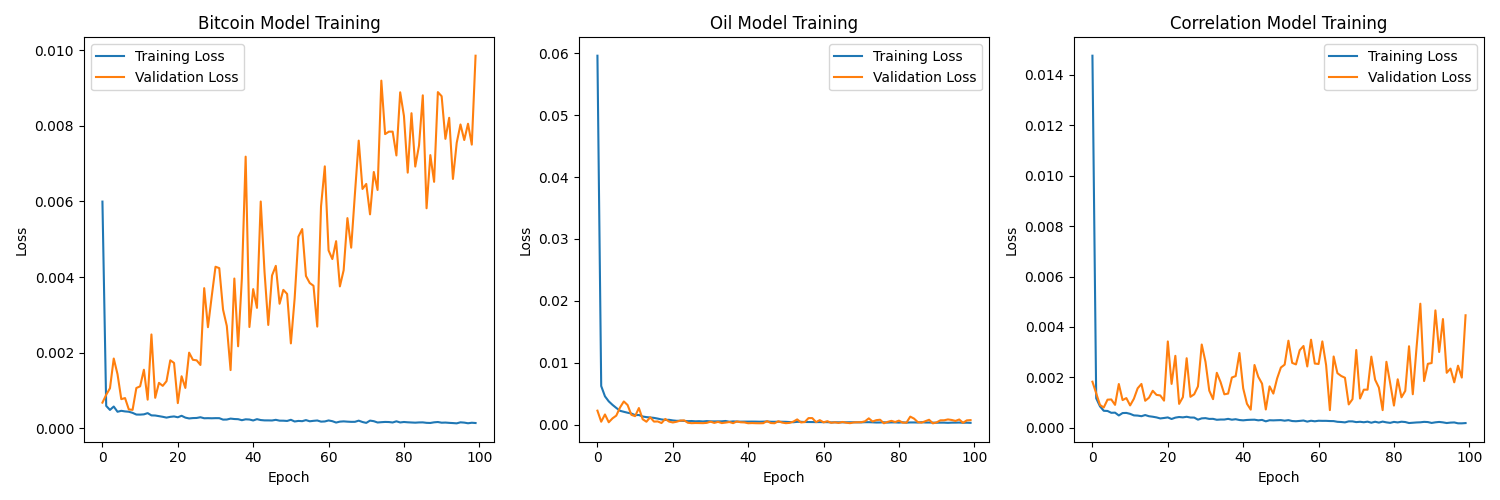 Bitcoin Model Training
0.010
0.008
0.006
0.004
0.002
0.000
Loss
Training Loss
Validation Loss
0
20
40
60
80
100
Epoch
Oil Model Training
0.06
0.05
0.04
0.03
0.02
0.01
0.00
Loss
Training Loss
Validation Loss
0
20
40
60
80
100
Epoch
Correlation Model Training
0.014
0.012
0.010
0.008
0.006
0.004
0.002
0.000
Loss
Training Loss
Validation Loss
0
20
40
60
80
100
Epoch